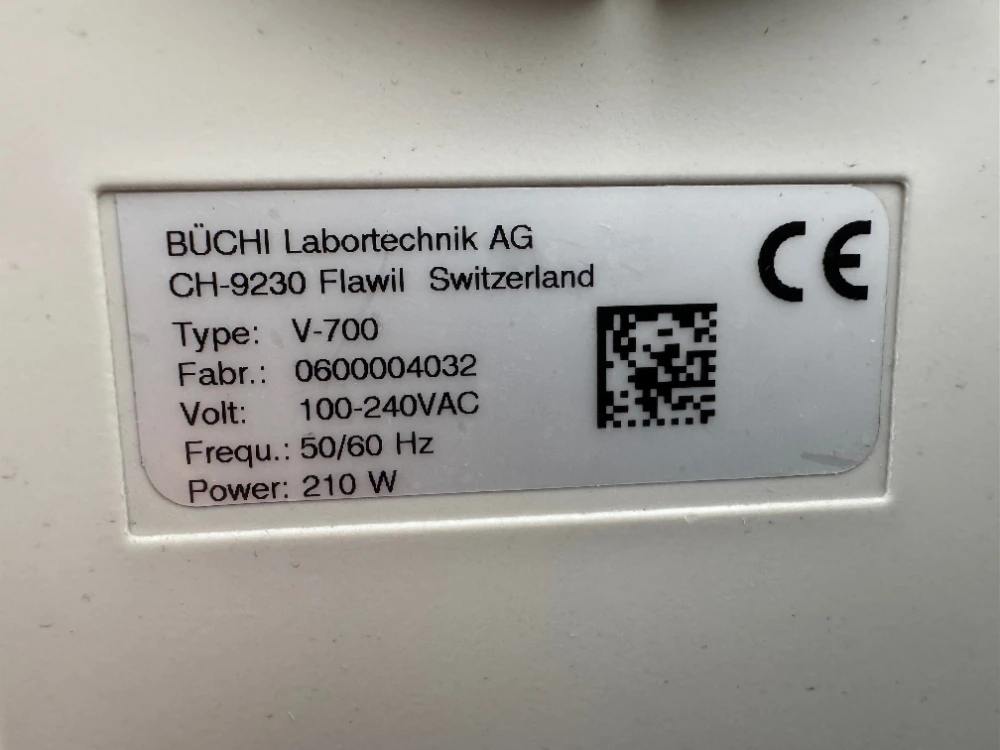 BÜCHI Labortechnik AG
CH-9230 Flawil Switzerland
CE
Type: V-700
Fabr.: 0600004032
Volt: 100-240VAC
Frequ.: 50/60 Hz
Power: 210 W